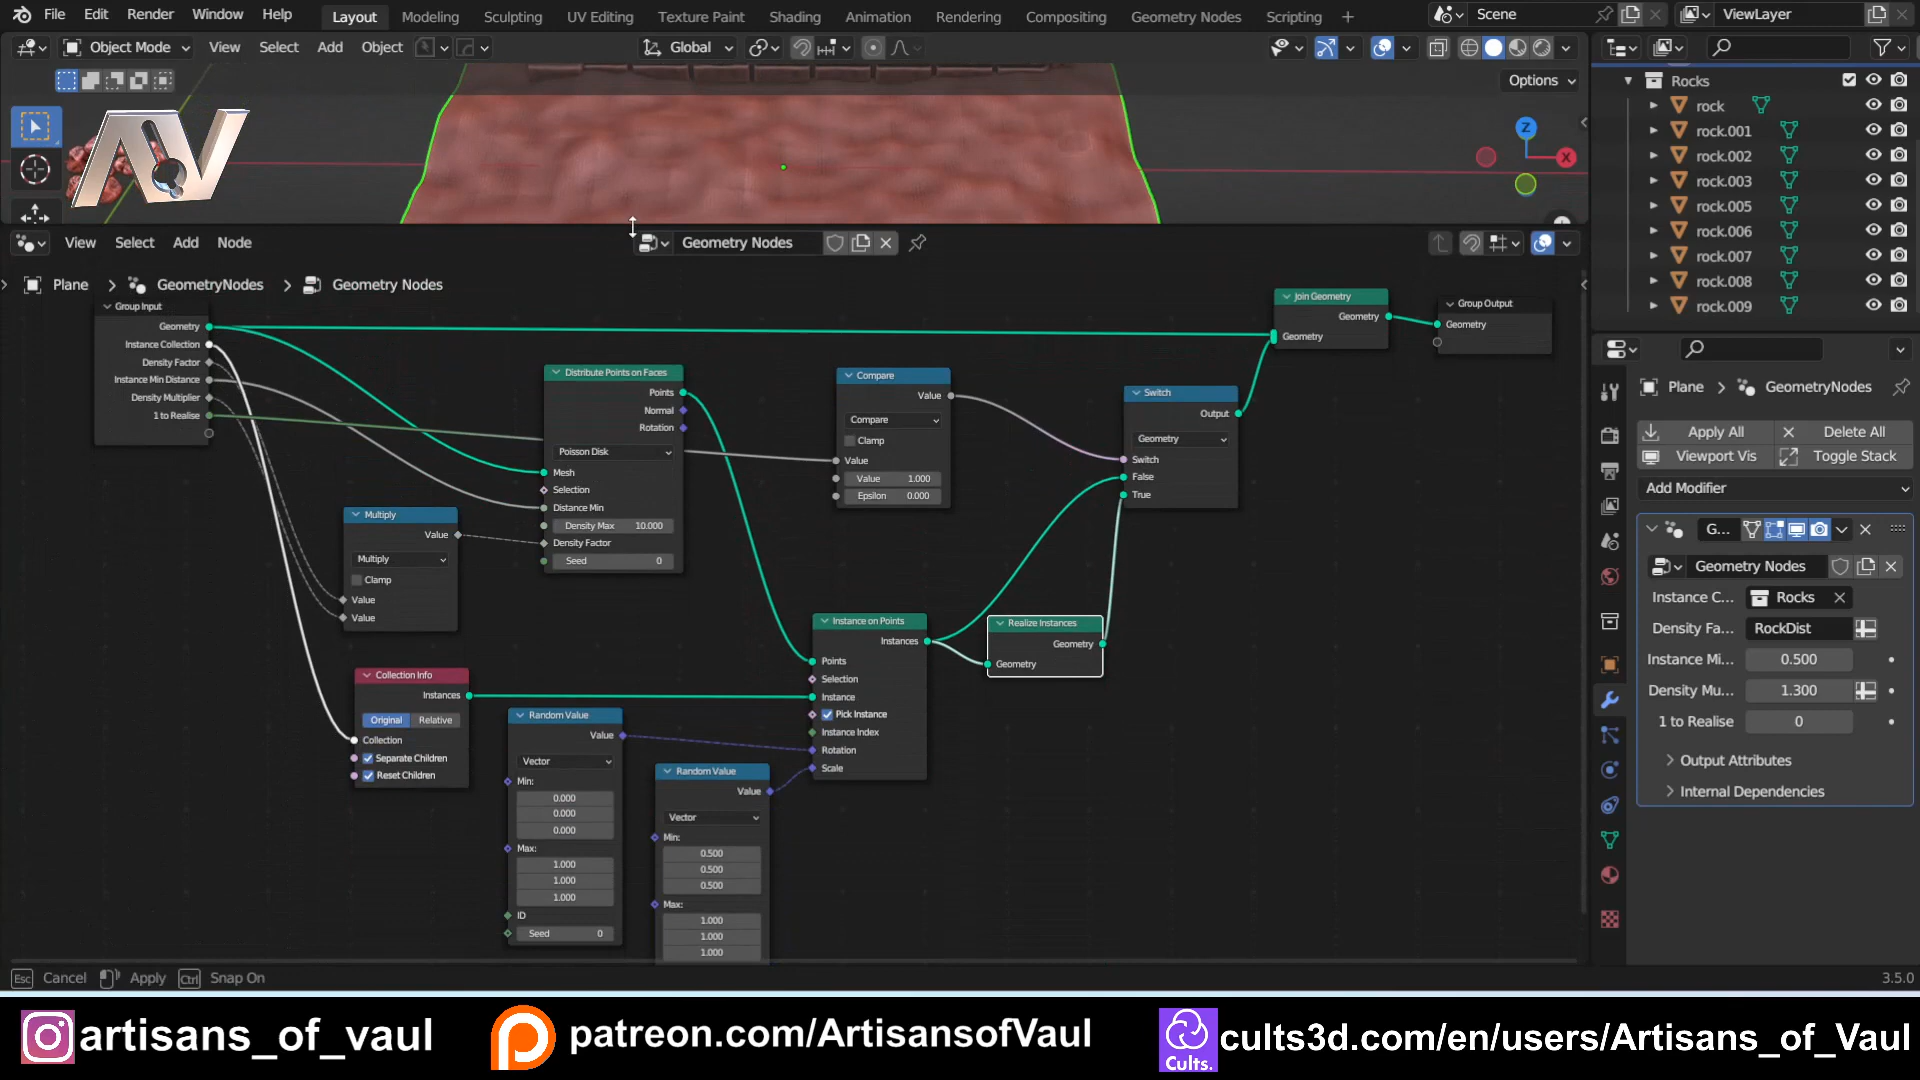 File Edit Render Window Help Layout Modeling Sculpting UV Editing Texture Paint Shading Animation Rendering Compositing Geometry Nodes Scripting + Scene ViewLayer
Object Mode View Select Add Object Global
Options
AV
Z
X
Rocks
rock
rock.001
rock.002
rock.003
rock.005
rock.006
rock.007
rock.008
rock.009
View Select Add Node Geometry Nodes
Plane > GeometryNodes > Geometry Nodes
Group Input
Geometry
Instance Collection
Density Factor
Instance Min Distance
Density Multiplier
1 to Realise
Multiply
Value
Multiply
Clamp
Value
Value
Collection Info
Instances
Original Relative
Collection
Separate Children
Reset Children
Distribute Points on Faces
Points
Normal
Rotation
Poisson Disk
Mesh
Selection
Distance Min
Density Max 10.000
Density Factor
Seed 0
Random Value
Value
Vector
Min:
0.000
0.000
0.000
Max:
1.000
1.000
1.000
ID
Seed 0
Random Value
Value
Vector
Min:
0.500
0.500
0.500
Max:
1.000
1.000
1.000
Compare
Value
Compare
Clamp
Value
Value 1.000
Epsilon 0.000
Instance on Points
Instances
Points
Selection
Instance
Pick Instance
Instance Index
Rotation
Scale
Realize Instances
Geometry
Geometry
Switch
Output
Geometry
Switch
False
True
Join Geometry
Geometry
Geometry
Group Output
Geometry
Plane > GeometryNodes
Apply All Delete All
Viewport Vis Toggle Stack
Add Modifier
G...
Geometry Nodes
Instance C... Rocks
Density Fa... RockDist
Instance Mi... 0.500
Density Mu... 1.300
1 to Realise 0
Output Attributes
Internal Dependencies
Esc Cancel Apply Ctrl Snap On 3.5.0
artisans_of_vaul patreon.com/ArtisansofVaul Cults. cults3d.com/en/users/Artisans_of_Vaul